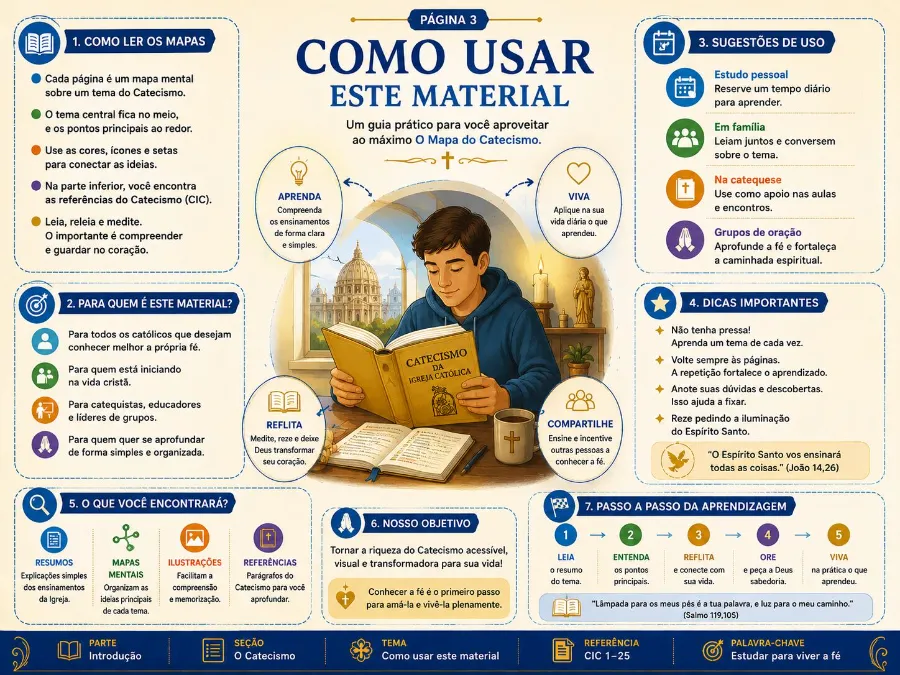 PÁGINA 3
COMO USAR
ESTE MATERIAL
Um guia prático para você aproveitar
ao máximo O Mapa do Catecismo.
1. COMO LER OS MAPAS
Cada página é um mapa mental
sobre um tema do Catecismo.
O tema central fica no meio,
e os pontos principais ao redor.
Use as cores, ícones e setas
para conectar as ideias.
Na parte inferior, você encontra
as referências do Catecismo (CIC).
Leia, releia e medite.
O importante é compreender
e guardar no coração.
2. PARA QUEM É ESTE MATERIAL?
Para todos os católicos que desejam
conhecer melhor a própria fé.
Para quem está iniciando
na vida cristã.
Para catequistas, educadores
e líderes de grupos.
Para quem quer se aprofundar
de forma simples e organizada.
APRENDA
Compreenda
os ensinamentos
de forma clara
e simples.
VIVA
Aplique na sua
vida diária o que
aprendeu.
CATECISMO
DA
IGREJA CATÓLICA
REFLITA
Medite, reze e deixe
Deus transformar
seu coração.
COMPARTILHE
Ensine e incentive
outras pessoas a
conhecer a fé.
3. SUGESTÕES DE USO
Estudo pessoal
Reserve um tempo diário
para aprender.
Em família
Leiam juntos e conversem
sobre o tema.
Na catequese
Use como apoio nas aulas
e encontros.
Grupos de oração
Aprofunde a fé e fortaleça
a caminhada espiritual.
4. DICAS IMPORTANTES
Não tenha pressa!
Aprenda um tema de cada vez.
Volte sempre às páginas.
A repetição fortalece o aprendizado.
Anote suas dúvidas e descobertas.
Isso ajuda a fixar.
Reze pedindo a iluminação
do Espírito Santo.
"O Espírito Santo vos ensinará
todas as coisas." (João 14,26)
5. O QUE VOCÊ ENCONTRARÁ?
RESUMOS
Explicações simples
dos ensinamentos
da Igreja.
MAPAS
MENTAIS
Organizam as
ideias principais
de cada tema.
ILUSTRAÇÕES
Facilitam a
compreensão
e memorização.
REFERÊNCIAS
Parágrafos do
Catecismo para você
aprofundar.
6. NOSSO OBJETIVO
Tornar a riqueza do Catecismo acessível,
visual e transformadora para sua vida!
Conhecer a fé é o primeiro passo
para amá-la e vivê-la plenamente.
7. PASSO A PASSO DA APRENDIZAGEM
1
LEIA
o resumo
do tema.
2
ENTENDA
os pontos
principais.
3
REFLITA
e conecte com
sua vida.
4
ORE
e peça a Deus
sabedoria.
5
VIVA
na prática o que
aprendeu.
"Lâmpada para os meus pés é a tua palavra, e luz para o meu caminho."
(Salmo 119,105)
PARTE
Introdução
SEÇÃO
O Catecismo
TEMA
Como usar este material
REFERÊNCIA
CIC 1–25
PALAVRA-CHAVE
Estudar para viver a fé